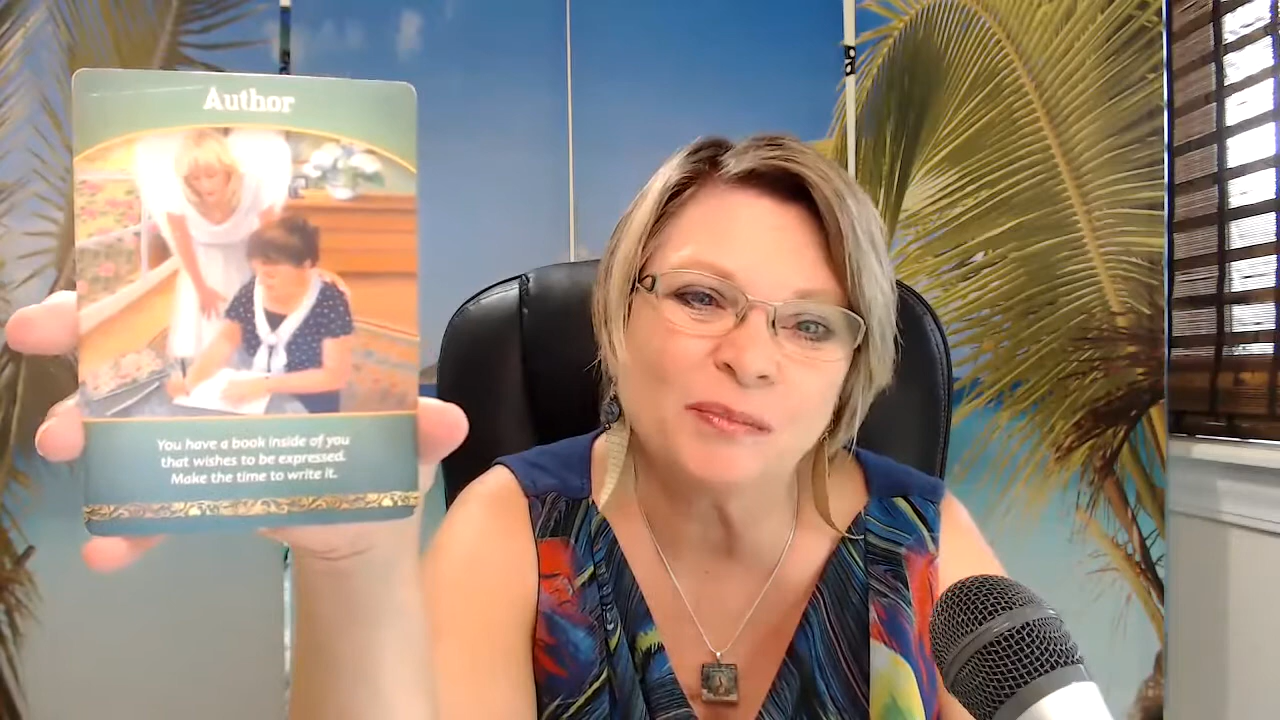 Author
You have a book inside of you
that wishes to be expressed.
Make the time to write it.